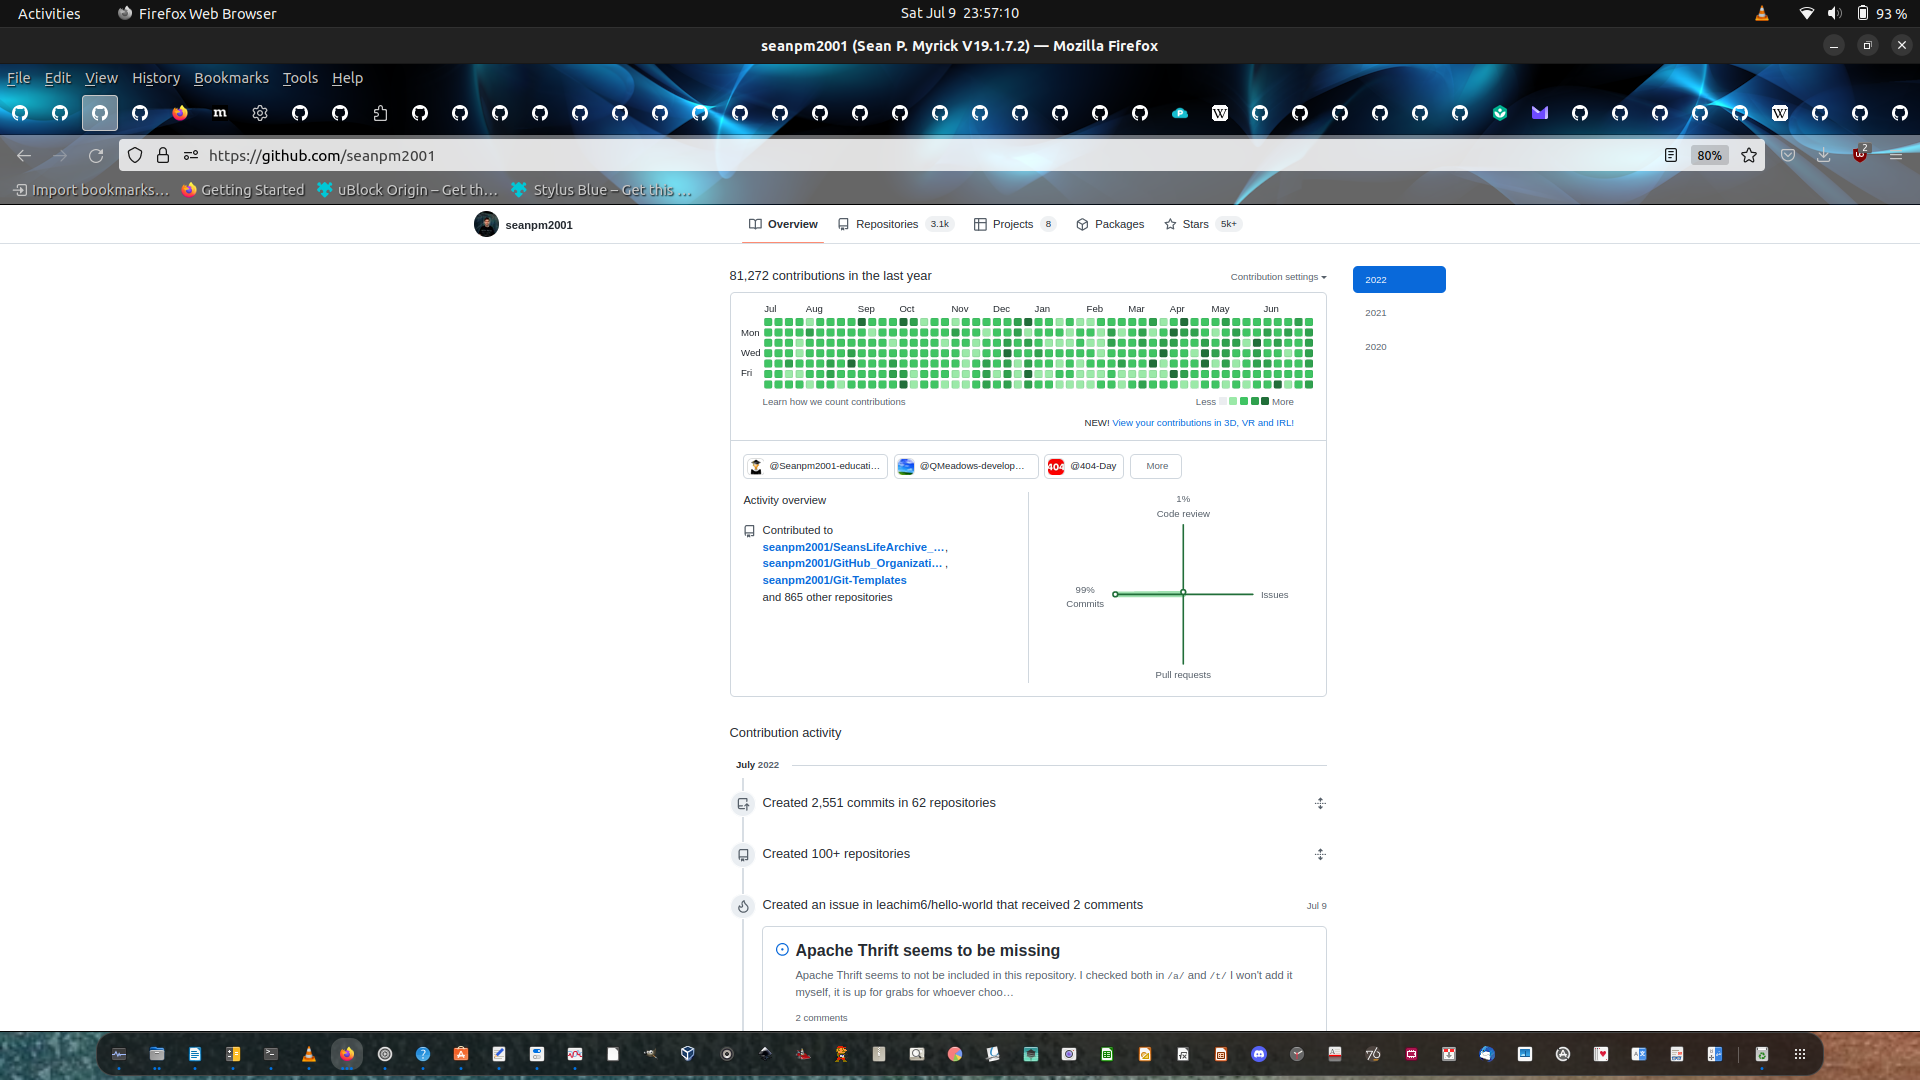 Activities Firefox Web Browser Sat Jul 9 23:57:10 93 %
seanpm2001 (Sean P. Myrick V19.1.7.2) — Mozilla Firefox
File Edit View History Bookmarks Tools Help
https://github.com/seanpm2001 80% 2
Import bookmarks… Getting Started uBlock Origin – Get th… Stylus Blue – Get this …
seanpm2001 Overview Repositories 3.1k Projects 8 Packages Stars 5k+
81,272 contributions in the last year Contribution settings 2022
2021
2020
Jul Aug Sep Oct Nov Dec Jan Feb Mar Apr May Jun
Mon
Wed
Fri
Learn how we count contributions Less More
NEW! View your contributions in 3D, VR and IRL!
@Seanpm2001-educati… @QMeadows-develop… 404 @404-Day More
Activity overview
Contributed to
seanpm2001/SeansLifeArchive_… ,
seanpm2001/GitHub_Organizati… ,
seanpm2001/Git-Templates
and 865 other repositories
1%
Code review
99%
Commits
Issues
Pull requests
Contribution activity
July 2022
Created 2,551 commits in 62 repositories
Created 100+ repositories
Created an issue in leachim6/hello-world that received 2 comments Jul 9
Apache Thrift seems to be missing
Apache Thrift seems to not be included in this repository. I checked both in /a/ and /t/ I won't add it
myself, it is up for grabs for whoever choo…
2 comments